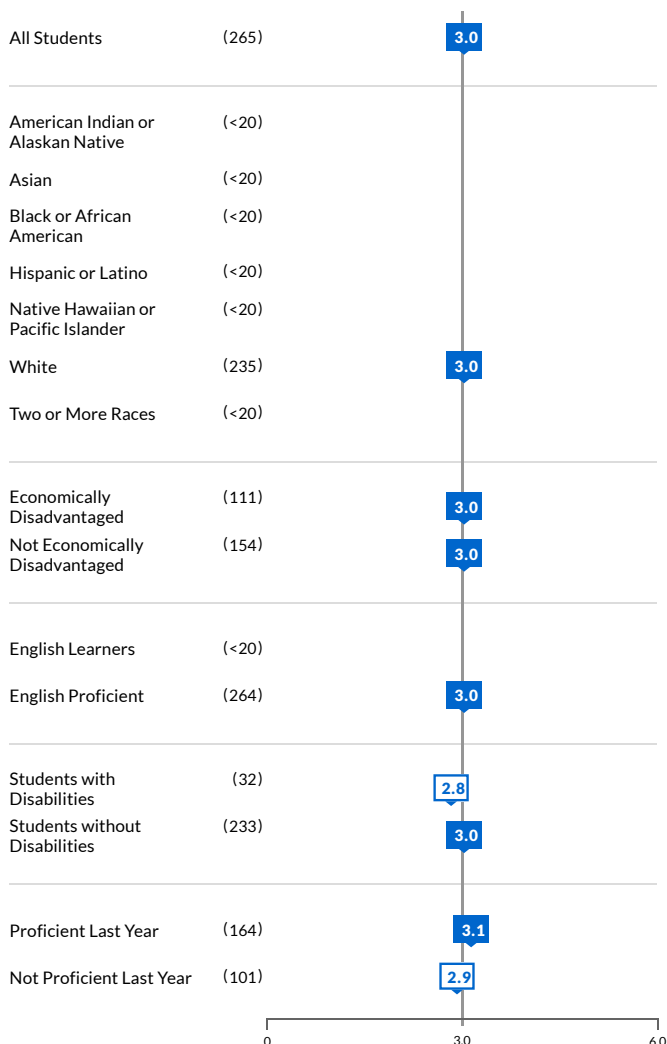 All Students (265) 3.0
American Indian or (<20)
Alaskan Native
Asian (<20)
Black or African (<20)
American
Hispanic or Latino (<20)
Native Hawaiian or (<20)
Pacific Islander
White (235) 3.0
Two or More Races (<20)
Economically (111) 3.0
Disadvantaged
Not Economically (154) 3.0
Disadvantaged
English Learners (<20)
English Proficient (264) 3.0
Students with (32) 2.8
Disabilities
Students without (233) 3.0
Disabilities
Proficient Last Year (164) 3.1
Not Proficient Last Year (101) 2.9
0 3.0 6.0